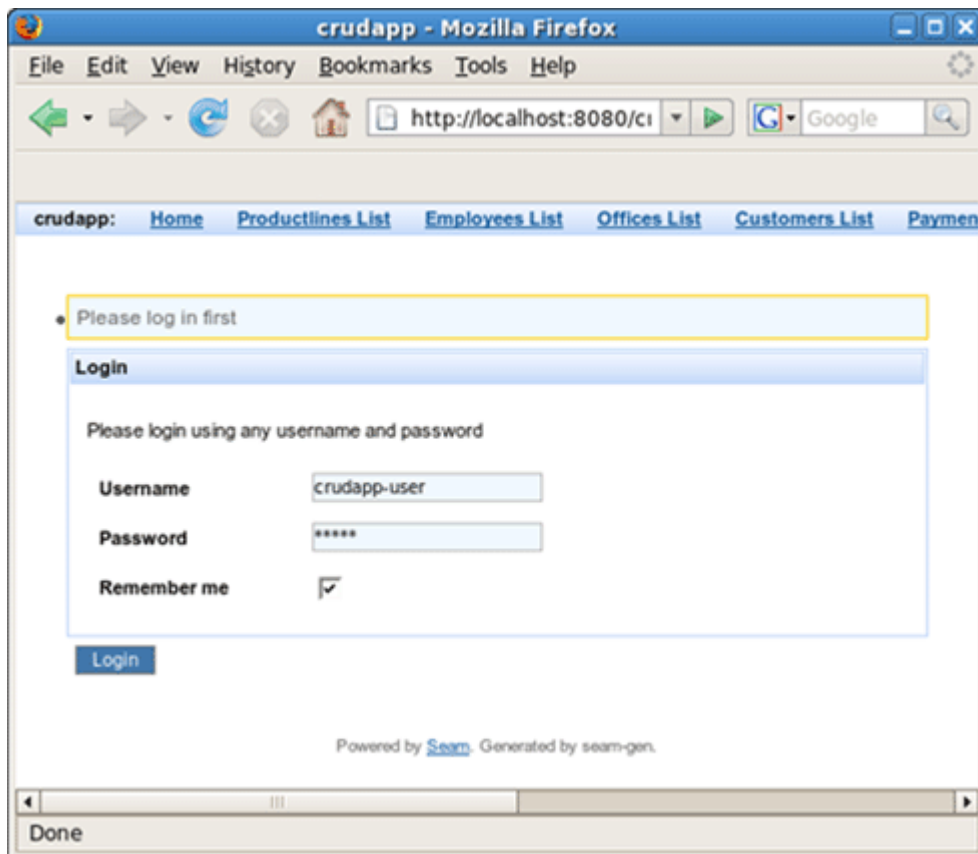 crudapp - Mozilla Firefox
File Edit View History Bookmarks Tools Help
http://localhost:8080/cr Google
crudapp: Home Productlines List Employees List Offices List Customers List Paymen
Please log in first
Login
Please login using any username and password
Username crudapp-user
Password *****
Remember me
Login
Powered by Seam. Generated by seam-gen.
Done